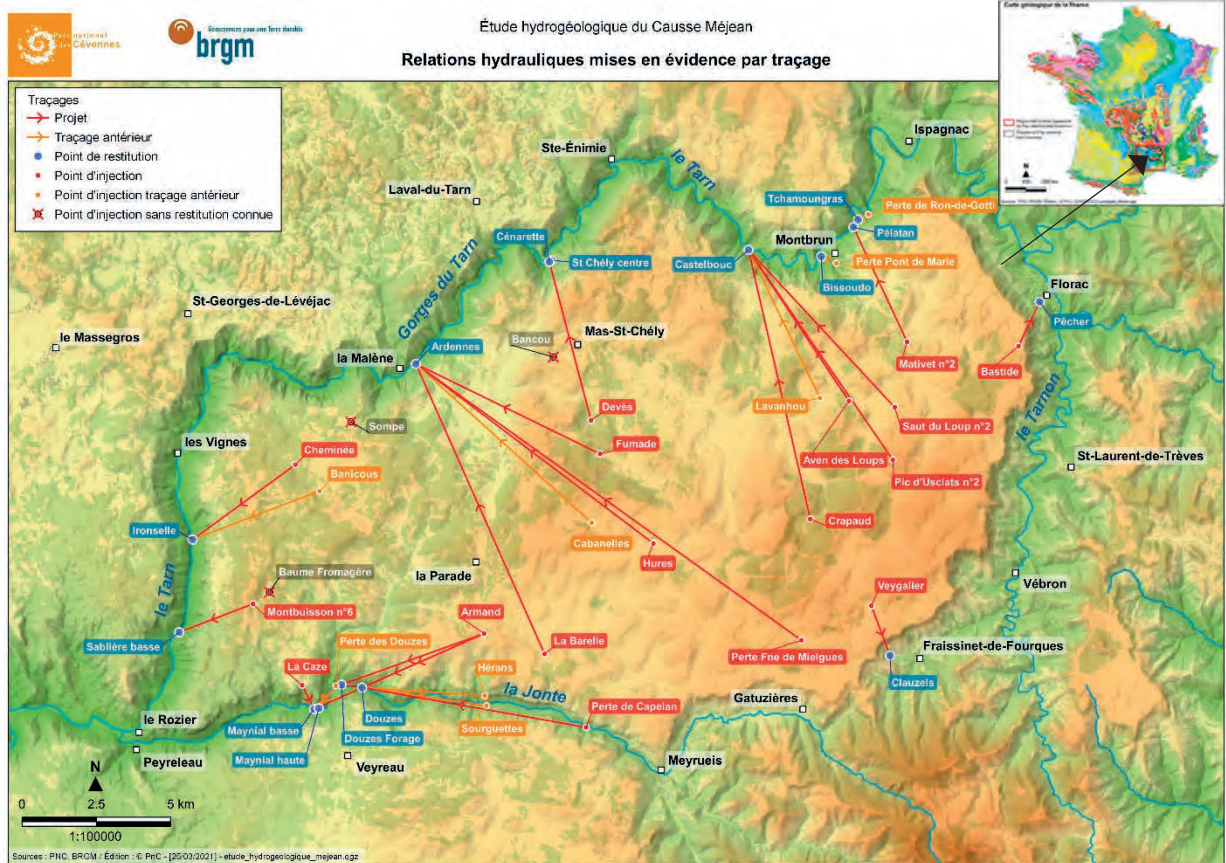 Parc national
des Cévennes
Géosciences pour une Terre durable
brgm
Étude hydrogéologique du Causse Méjean
Relations hydrauliques mises en évidence par traçage
Carte géologique de la France
N
Traçages
Projet
Traçage antérieur
Point de restitution
Point d'injection
Point d'injection traçage antérieur
Point d'injection sans restitution connue
Ispagnac
Ste-Énimie
le Tarn
Laval-du-Tarn
Tchamoungras
Perte de Ron-de-Gotti
Pélatan
Cénarette
Montbrun
St Chély centre
Castelbouc
Perte Pont de Marie
Bissoudo
Florac
Pêcher
St-Georges-de-Lévéjac
Gorges du Tarn
le Massegros
Mas-St-Chély
Bancou
Ardennes
la Malène
Mativet n°2
Bastide
le Tarnon
Devés
Lavanhou
Sompe
Saut du Loup n°2
Fumade
les Vignes
Cheminée
Aven des Loups
St-Laurent-de-Trèves
Banicous
Pic d'Usclats n°2
Crapaud
Ironselle
Cabanelles
Hures
la Parade
Baume Fromagère
Veygalier
Vébron
le Tarn
Montbuisson n°6
Armand
Perte des Douzes
Sablière basse
La Barelle
Perte Fne de Mielgues
Fraissinet-de-Fourques
La Caze
Hérans
Clauzels
la Jonte
Gatuzières
Douzes
Perte de Capelan
Sourguettes
le Rozier
Maynial basse
Douzes Forage
Peyreleau
Maynial haute
Veyreau
Meyrueis
N
0 2.5 5 km
1:100000
Sources : PNC, BRGM / Édition : © PnC - [26/03/2021] - etude_hydrogeologique_mejean.qgz